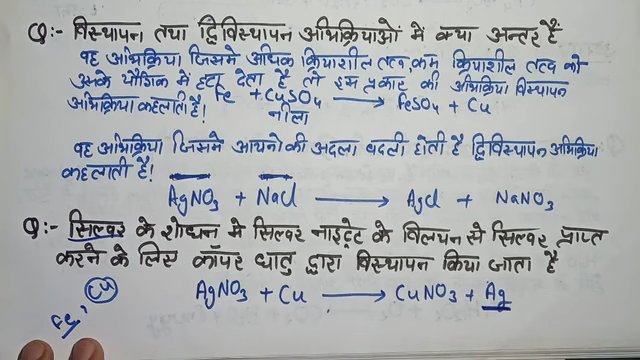 Q:- विस्थापन तथा द्विविस्थापन अभिक्रियाओं में क्या अन्तर है
वह अभिक्रिया जिसमे अधिक क्रियाशील तत्व, कम क्रियाशील तत्व को
उसके यौगिक में हटा देता है तो इस प्रकार की अभिक्रिया विस्थापन
अभिक्रिया कहलाती है! Fe + CuSO₄ ⟶ FeSO₄ + Cu
नीला
वह अभिक्रिया जिसमे आयनो की अदला बदली होती है द्विविस्थापन अभिक्रिया
कहलाती है!
AgNO₃ + NaCl ⟶ AgCl + NaNO₃
Q:- सिल्वर के शोधन मे सिल्वर नाइट्रेट के विलयन से सिल्वर प्राप्त
करने के लिए कॉपर धातु द्वारा विस्थापन किया जाता है
Cu AgNO₃ + Cu ⟶ CuNO₃ + Ag
Fe